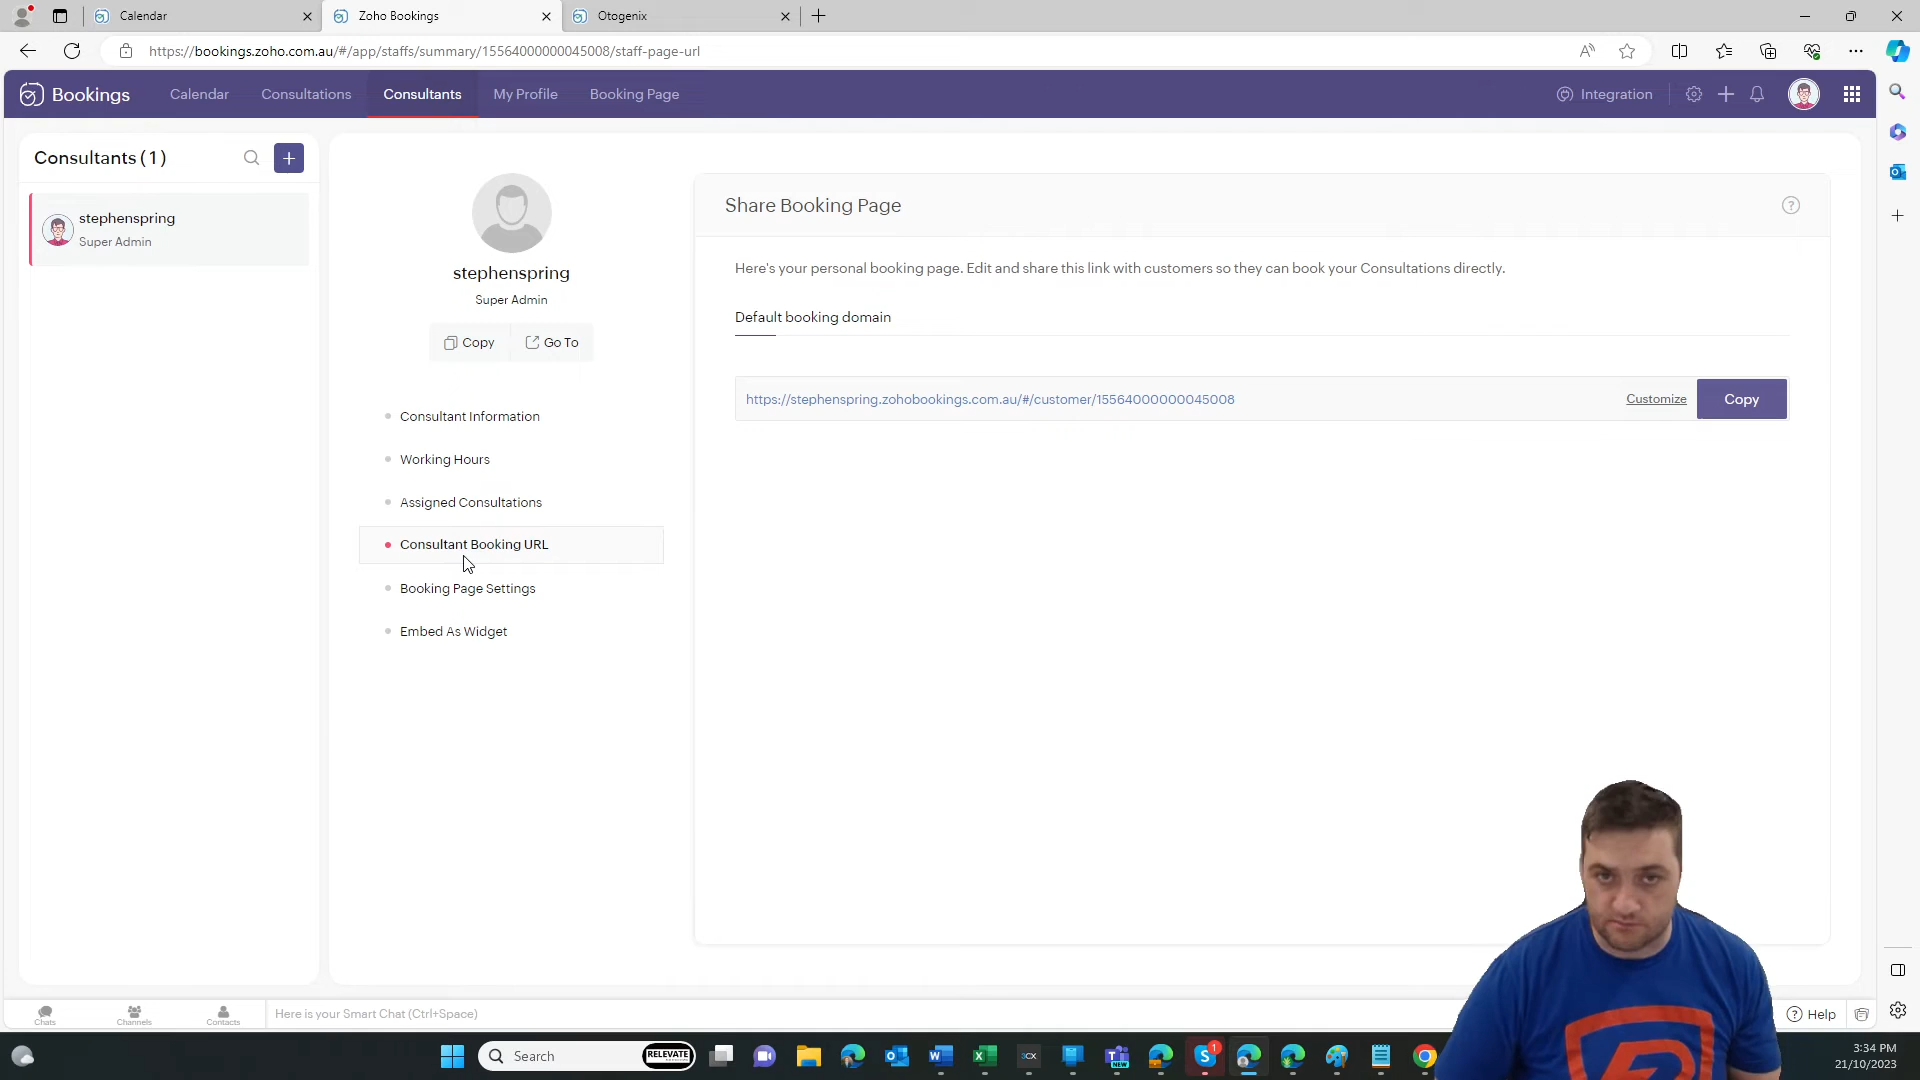 Calendar
Zoho Bookings
Otogenix
https://bookings.zoho.com.au/#/app/staffs/summary/15564000000045008/staff-page-url
Bookings
Calendar
Consultations
Consultants
My Profile
Booking Page
Integration
Consultants (1)
stephenspring
Super Admin
stephenspring
Super Admin
Copy
Go To
Consultant Information
Working Hours
Assigned Consultations
Consultant Booking URL
Booking Page Settings
Embed As Widget
Share Booking Page
Here's your personal booking page. Edit and share this link with customers so they can book your Consultations directly.
Default booking domain
https://stephenspring.zohobookings.com.au/#/customer/15564000000045008
Customize
Copy
Chats
Channels
Contacts
Here is your Smart Chat (Ctrl+Space)
Help
Search
RELEVATE
3CX
NEW
1
3:34 PM
21/10/2023